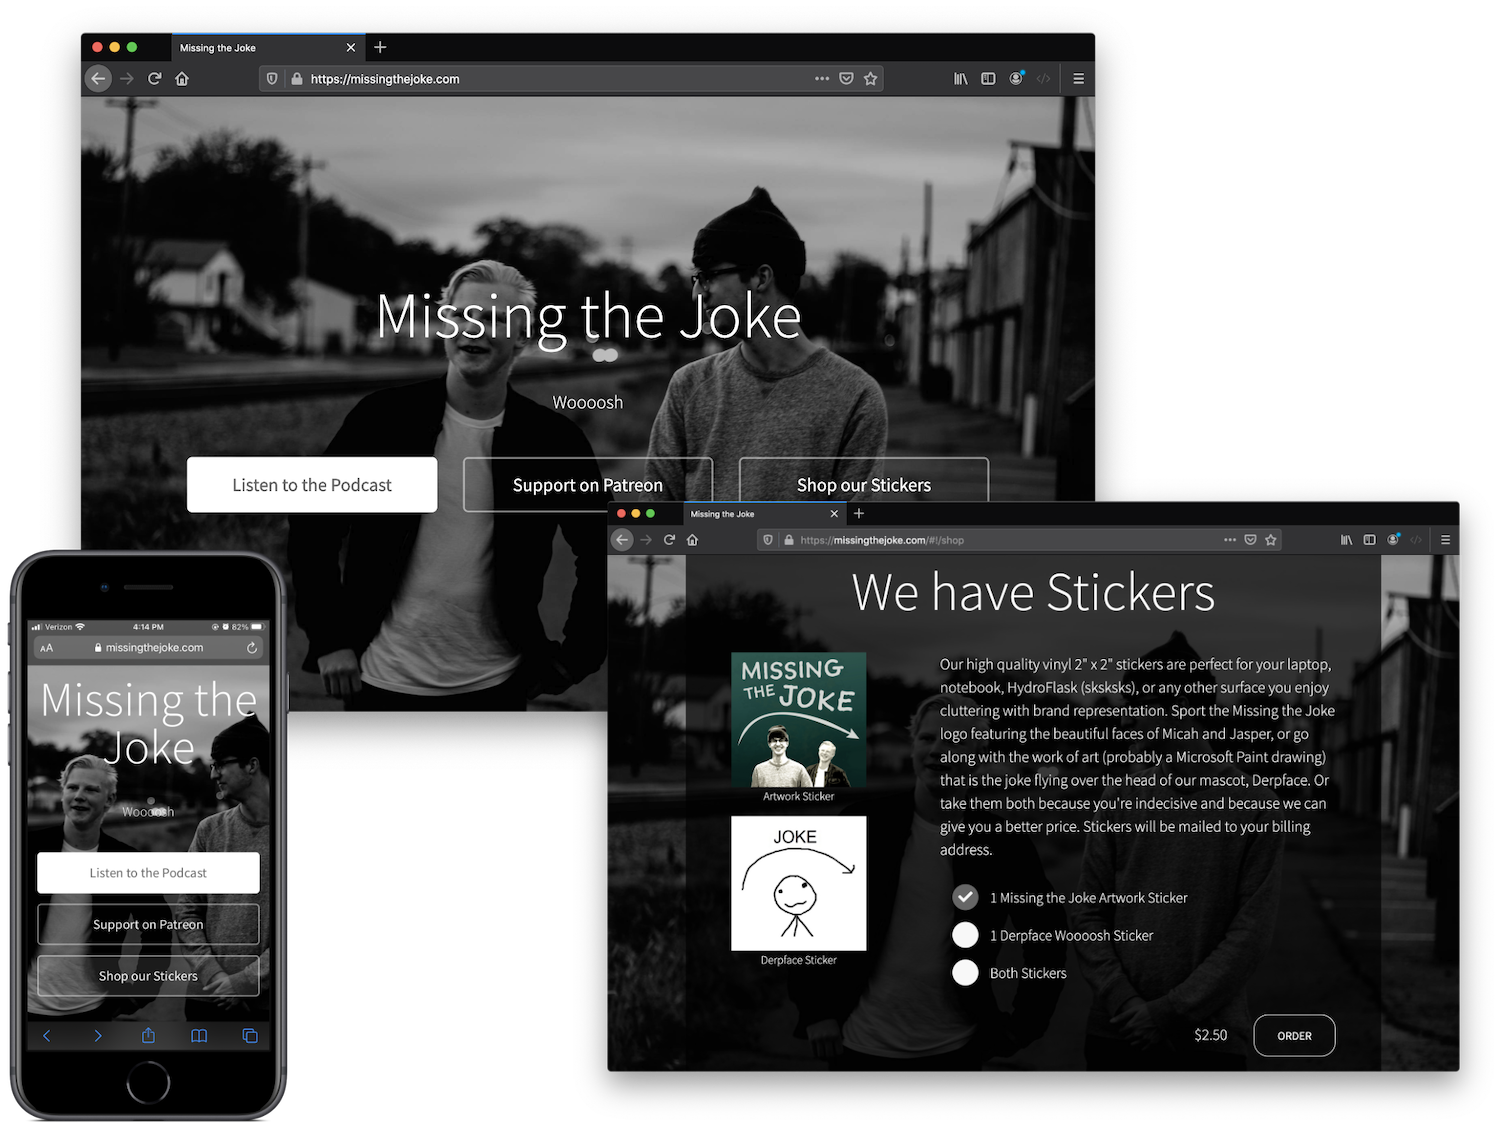 Missing the Joke
https://missingthejoke.com
Missing the Joke
Woooosh
Listen to the Podcast
Support on Patreon
Shop our Stickers
Verizon
4:14 PM
82%
AA
missingthejoke.com
Missing the
Joke
Woooosh
Listen to the Podcast
Support on Patreon
Shop our Stickers
Missing the Joke
https://missingthejoke.com/#!/shop
We have Stickers
MISSING
THE JOKE
Artwork Sticker
JOKE
Derpface Sticker
Our high quality vinyl 2" x 2" stickers are perfect for your laptop,
notebook, HydroFlask (sksksks), or any other surface you enjoy
cluttering with brand representation. Sport the Missing the Joke
logo featuring the beautiful faces of Micah and Jasper, or go
along with the work of art (probably a Microsoft Paint drawing)
that is the joke flying over the head of our mascot, Derpface. Or
take them both because you're indecisive and because we can
give you a better price. Stickers will be mailed to your billing
address.
1 Missing the Joke Artwork Sticker
1 Derpface Woooosh Sticker
Both Stickers
$2.50
ORDER